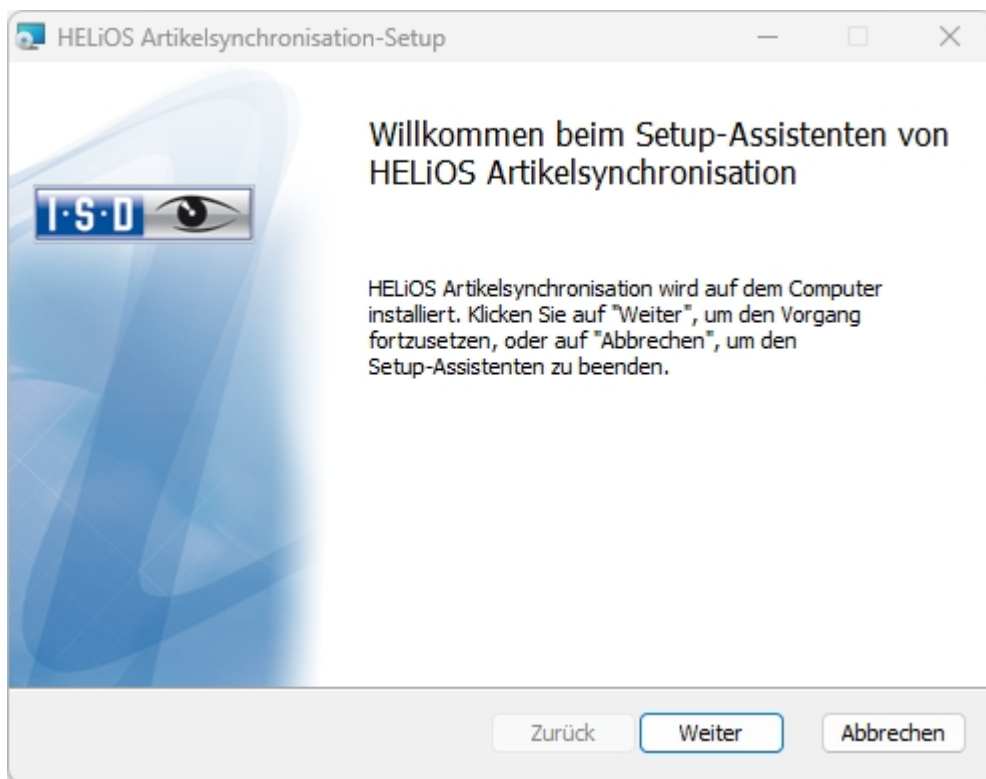 HELiOS Artikelsynchronisation-Setup
Willkommen beim Setup-Assistenten von
HELiOS Artikelsynchronisation
I·S·D
HELiOS Artikelsynchronisation wird auf dem Computer
installiert. Klicken Sie auf "Weiter", um den Vorgang
fortzusetzen, oder auf "Abbrechen", um den
Setup-Assistenten zu beenden.
Zurück
Weiter
Abbrechen